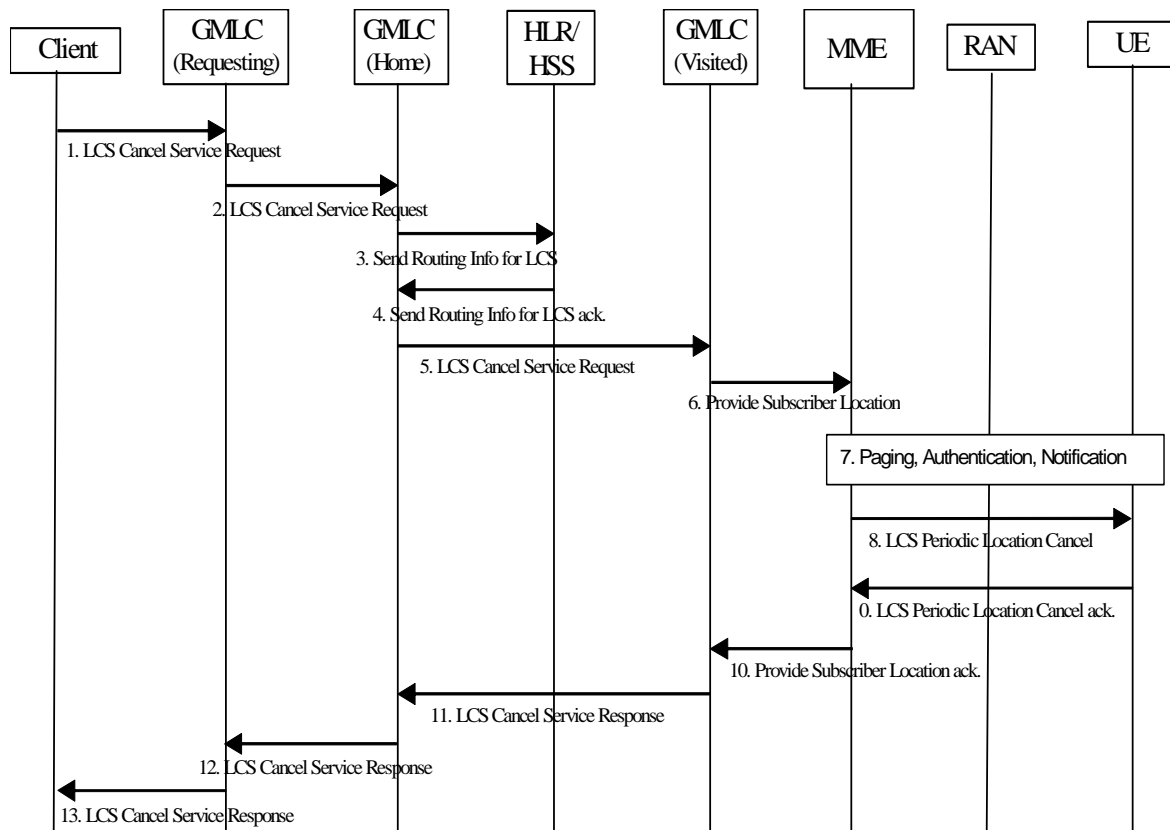 Client
GMLC
(Requesting)
GMLC
(Home)
HLR/
HSS
GMLC
(Visited)
MME
RAN
UE
1. LCS Cancel Service Request
2. LCS Cancel Service Request
3. Send Routing Info for LCS
4. Send Routing Info for LCS ack.
5. LCS Cancel Service Request
6. Provide Subscriber Location
7. Paging, Authentication, Notification
8. LCS Periodic Location Cancel
0. LCS Periodic Location Cancel ack.
10. Provide Subscriber Location ack.
11. LCS Cancel Service Response
12. LCS Cancel Service Response
13. LCS Cancel Service Response